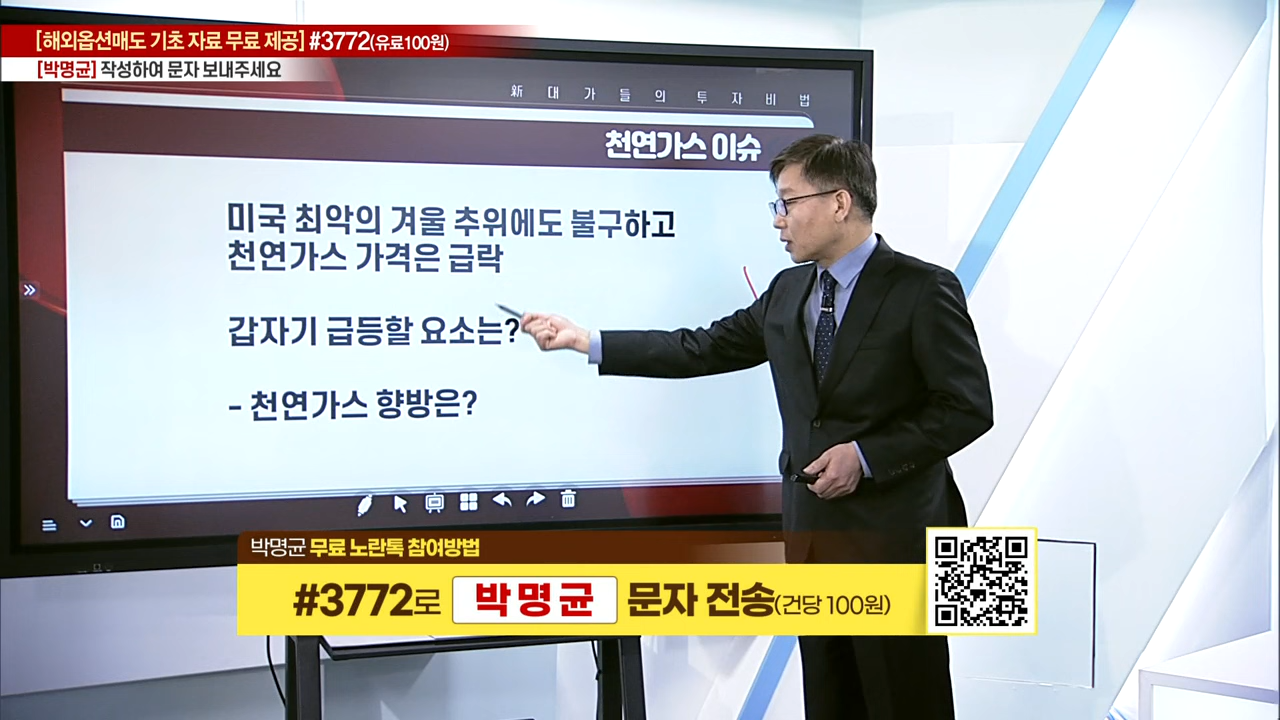 [해외옵션매도 기초 자료 무료 제공] #3772(유료100원)
[박명균] 작성하여 문자 보내주세요
新대가들의 투자비법
천연가스 이슈
미국 최악의 겨울 추위에도 불구하고
천연가스 가격은 급락
갑자기 급등할 요소는?
- 천연가스 향방은?
박명균 무료 노란톡 참여방법
#3772로 박명균 문자 전송(건당 100원)